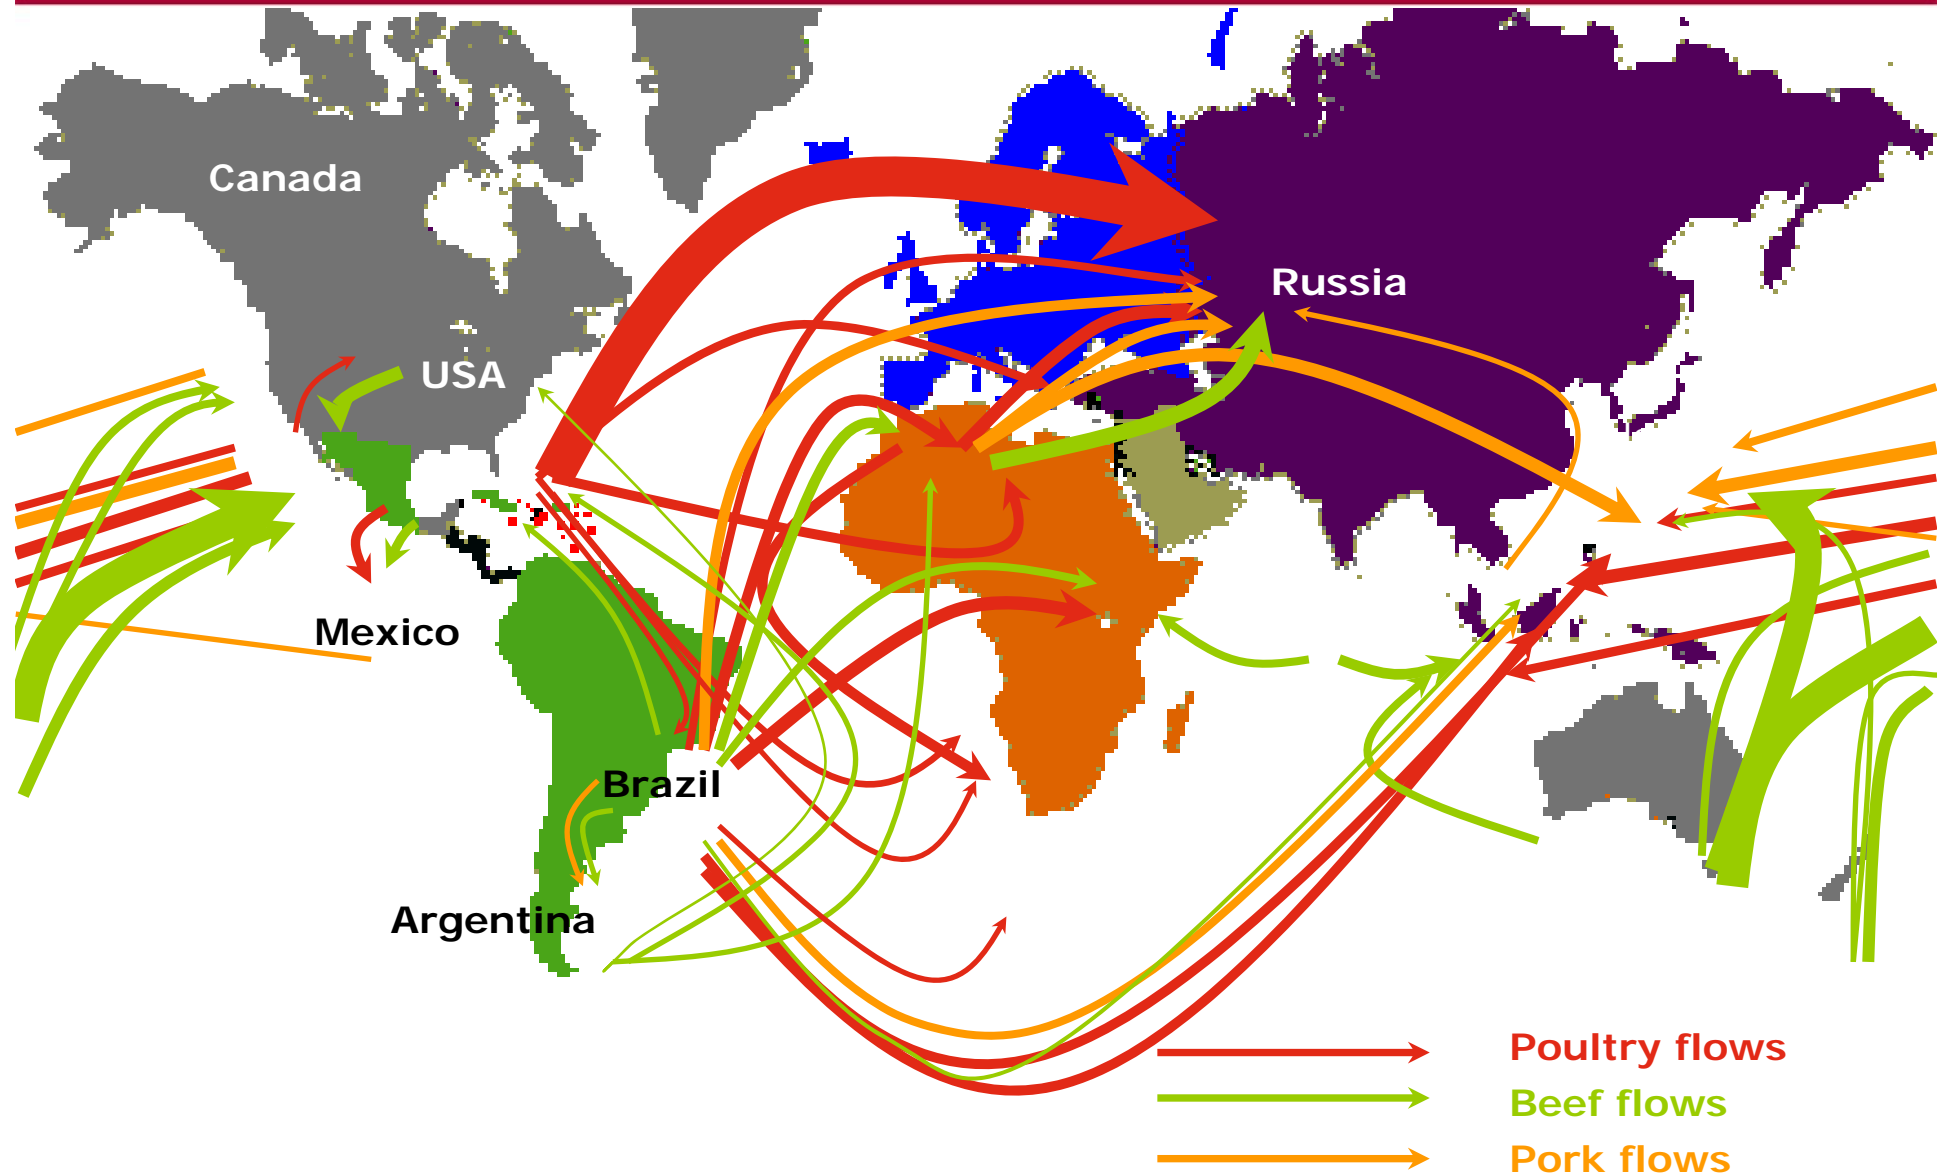 Canada
Russia
USA
Mexico
Brazil
Argentina
Poultry flows
Beef flows
Pork flows